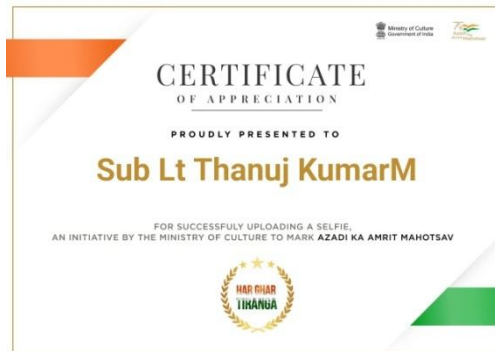 Ministry of Culture
Government of India
CERTIFICATE
OF APPRECIATION
PROUDLY PRESENTED TO
Sub Lt Thanuj KumarM
FOR SUCCESSFULY UPLOADING A SELFIE,
AN INITIATIVE BY THE MINISTRY OF CULTURE TO MARK AZADI KA AMRIT MAHOTSAV
HAR GHAR
TIRANGA